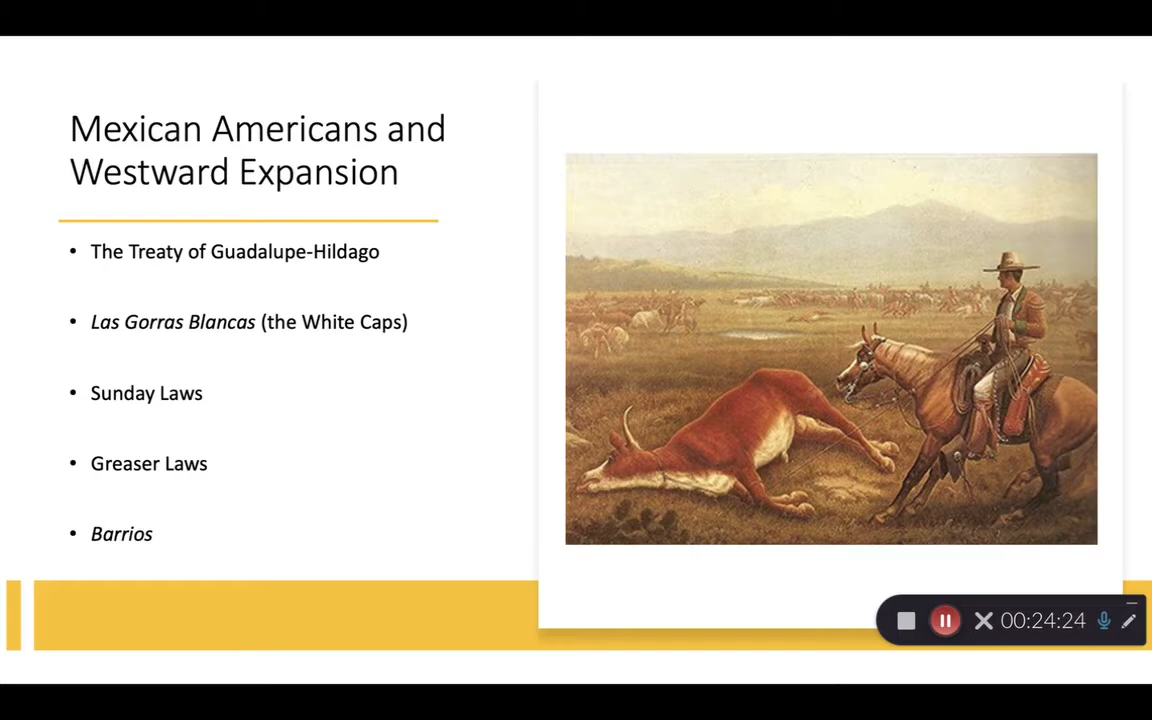 Mexican Americans and
Westward Expansion
• The Treaty of Guadalupe-Hildago
• Las Gorras Blancas (the White Caps)
• Sunday Laws
• Greaser Laws
• Barrios
00:24:24